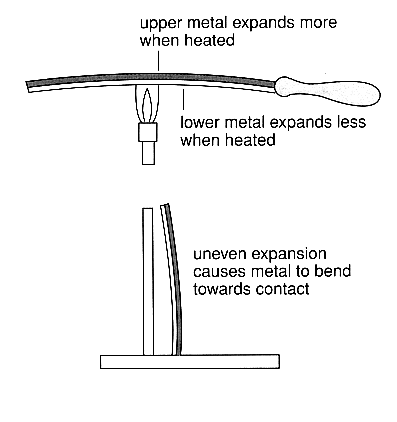 upper metal expands more
when heated
lower metal expands less
when heated
uneven expansion
causes metal to bend
towards contact